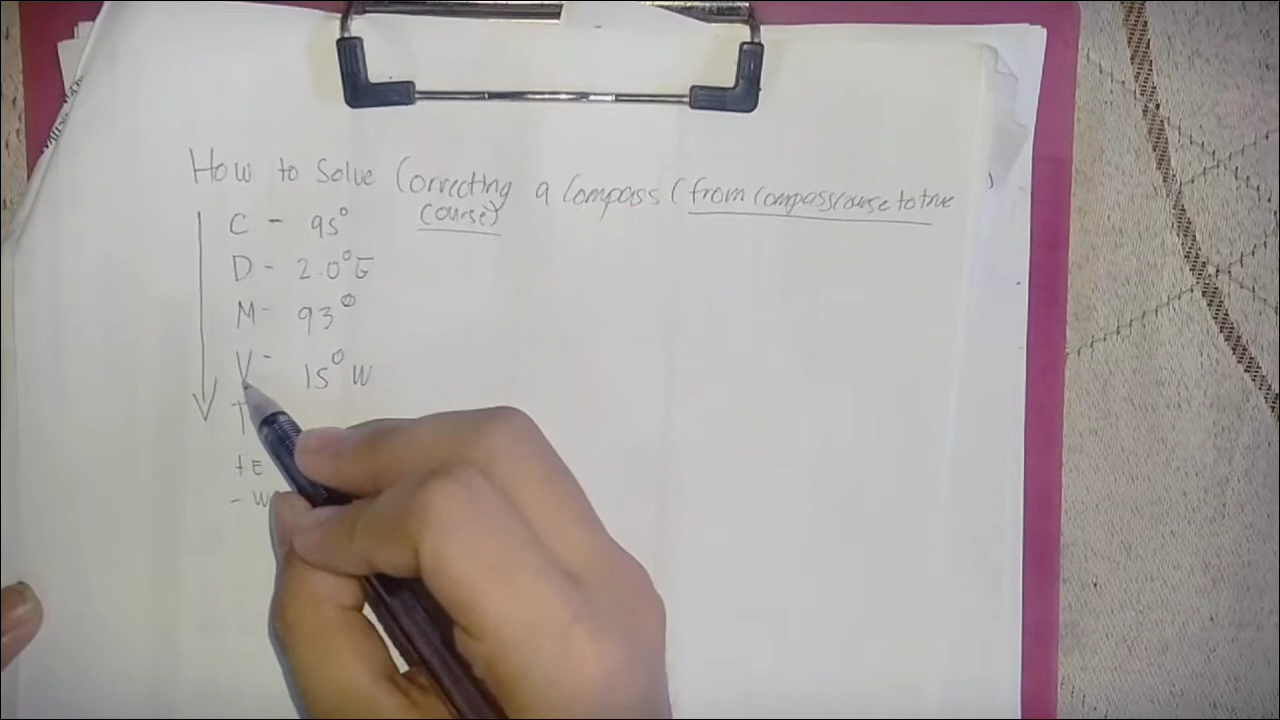 How to Solve Correcting a Compass (from compass course to true
course)
C - 95°
D - 2.0° E
M - 93°
V - 15° W
T
+E
- W